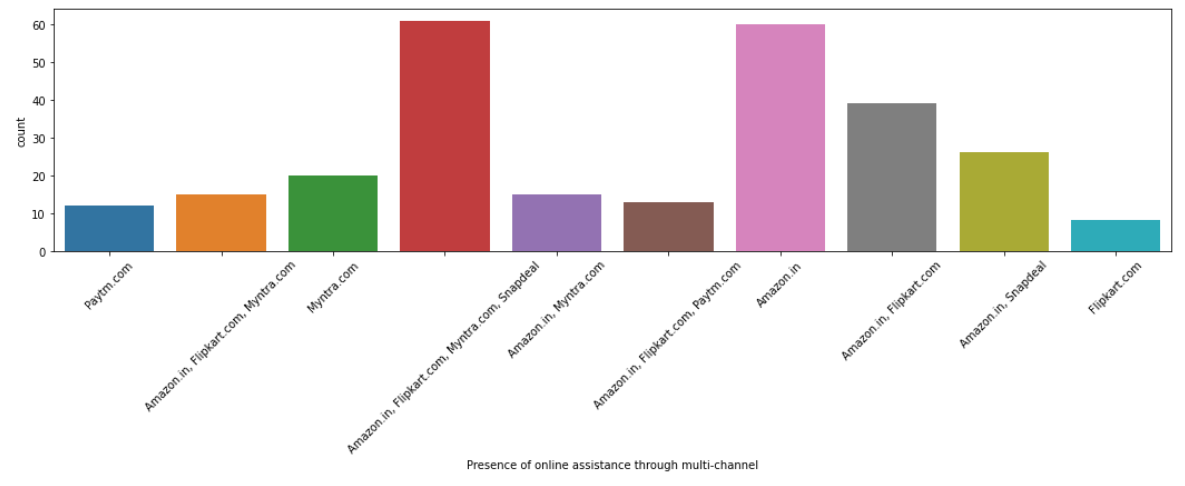 60
50
40
30
20
10
0
count
Paytm.com
Amazon.in, Flipkart.com, Myntra.com
Myntra.com
Amazon.in, Flipkart.com, Myntra.com, Snapdeal
Amazon.in, Myntra.com
Amazon.in, Flipkart.com, Paytm.com
Amazon.in
Amazon.in, Flipkart.com
Amazon.in, Snapdeal
Flipkart.com
Presence of online assistance through multi-channel